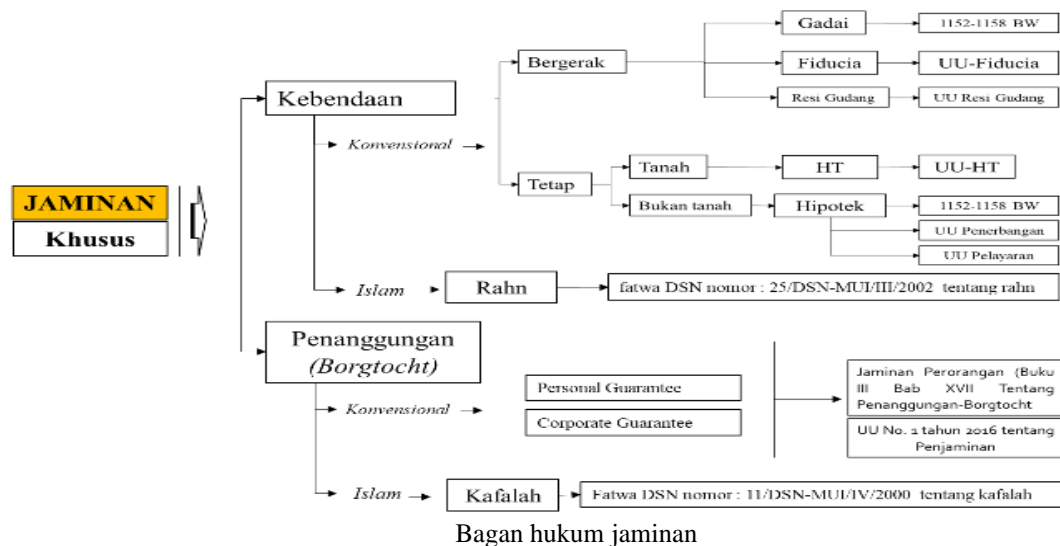 JAMINAN
Khusus
Kebendaan
Konvensional
Bergerak
Gadai
1152-1158 BW
Fiducia
UU-Fiducia
Resi Gudang
UU Resi Gudang
Tetap
Tanah
HT
UU-HT
Bukan tanah
Hipotek
1152-1158 BW
UU Penerbangan
UU Pelayaran
Islam
Rahn
fatwa DSN nomor : 25/DSN-MUI/III/2002 tentang rahn
Penanggungan
(Borgtocht)
Konvensional
Personal Guarantee
Corporate Guarantee
Jaminan Perorangan (Buku
III Bab XVII Tentang
Penanggungan-Borgtocht
UU No. 1 tahun 2016 tentang
Penjaminan
Islam
Kafalah
Fatwa DSN nomor : 11/DSN-MUI/IV/2000 tentang kafalah
Bagan hukum jaminan